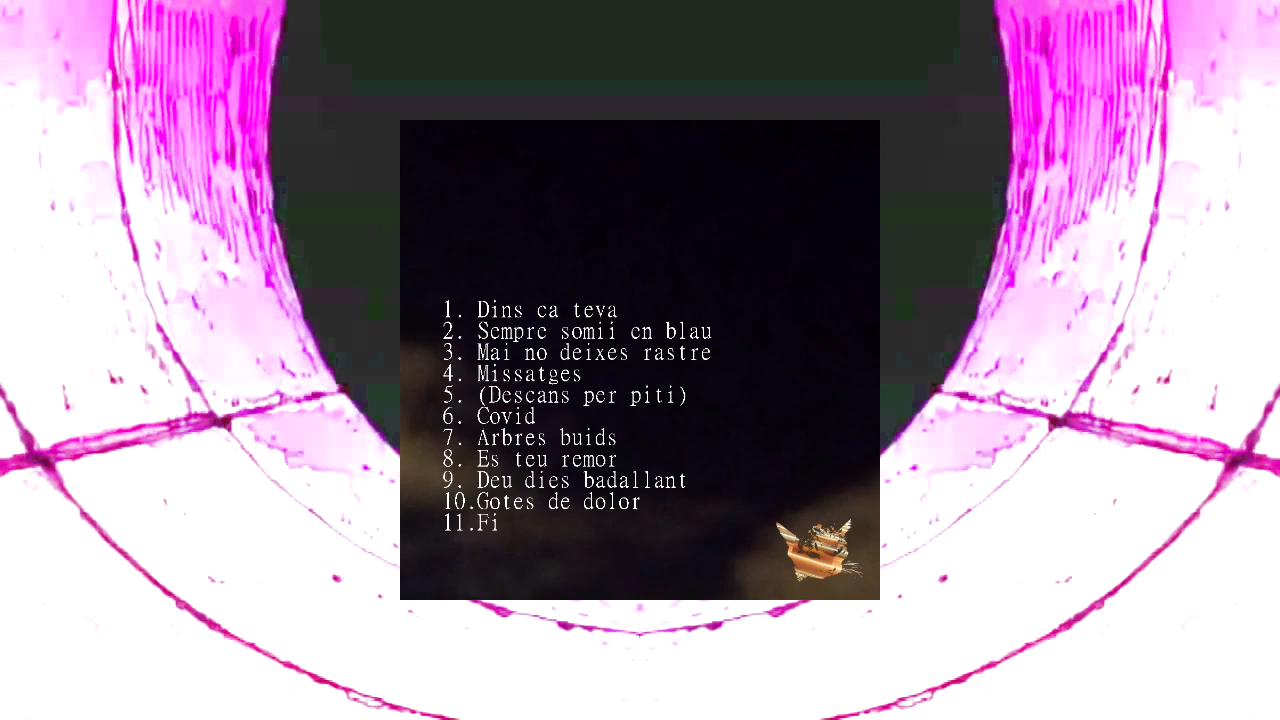 1. Dins ca teva
2. Sempre somii en blau
3. Mai no deixes rastre
4. Missatges
5. (Descans per piti)
6. Covid
7. Arbres buids
8. Es teu remor
9. Deu dies badallant
10.Gotes de dolor
11.Fi